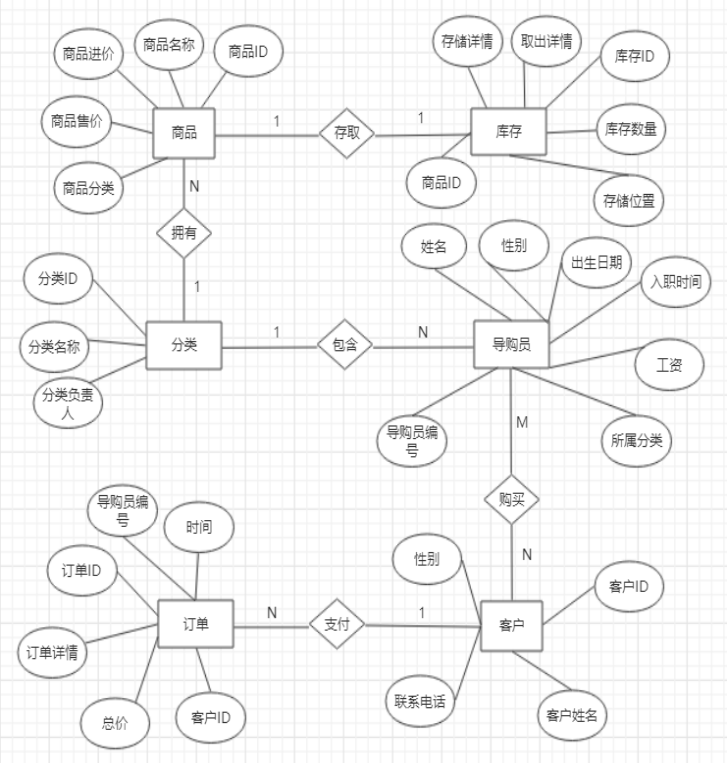 商品进价
商品名称
商品ID
商品售价
商品
商品分类
1
存取
1
存储详情
取出详情
库存ID
库存
库存数量
商品ID
存储位置
N
拥有
1
分类ID
分类名称
分类负责
人
分类
1
包含
N
姓名
性别
出生日期
入职时间
导购员
工资
导购员编
号
所属分类
M
购买
N
导购员编
号
时间
订单ID
订单
订单详情
总价
客户ID
N
支付
1
性别
客户ID
客户
联系电话
客户姓名